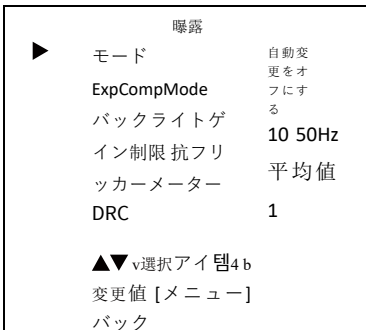 曝露
▶ モード
自動変
更をオ
フにす
る
ExpCompMode
バックライトゲ
イン制限 抗フリ
ッカーメーター
DRC
10 50Hz
平均値
1
▲▼ v選択アイ템4 b
変更値 [メニュー]
バック